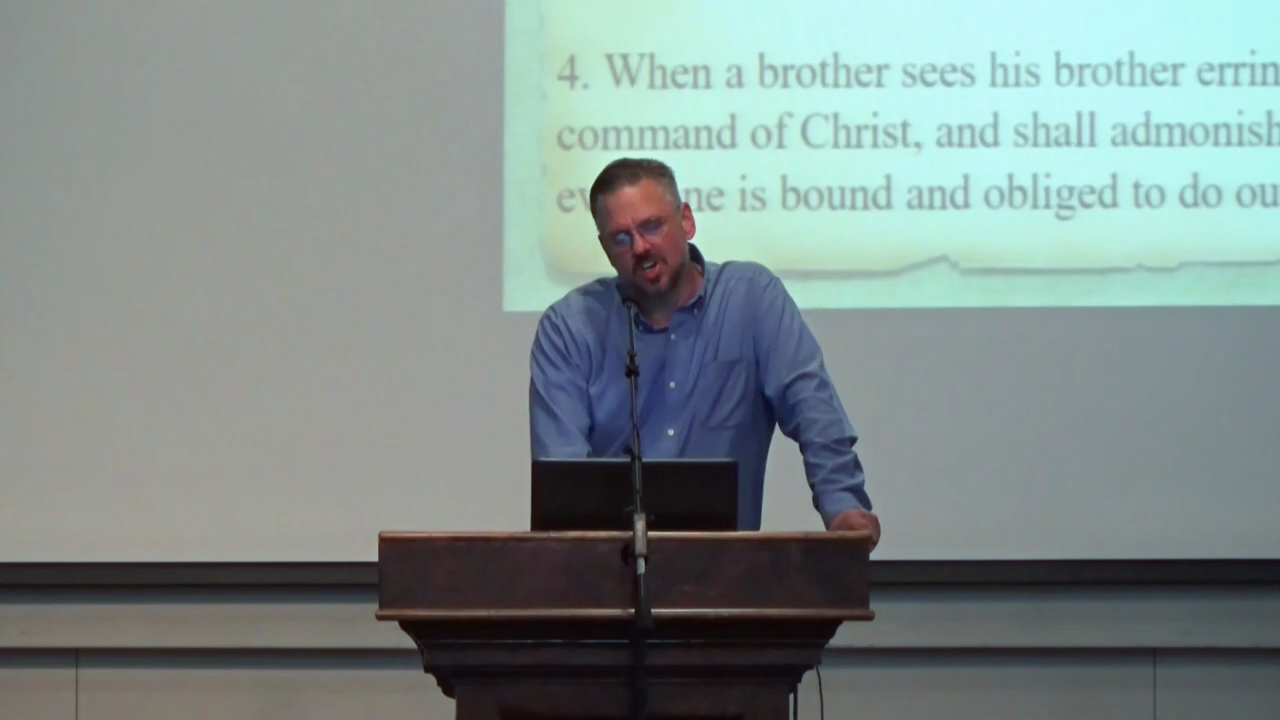 4. When a brother sees his brother errin
command of Christ, and shall admonish
ev ne is bound and obliged to do ou